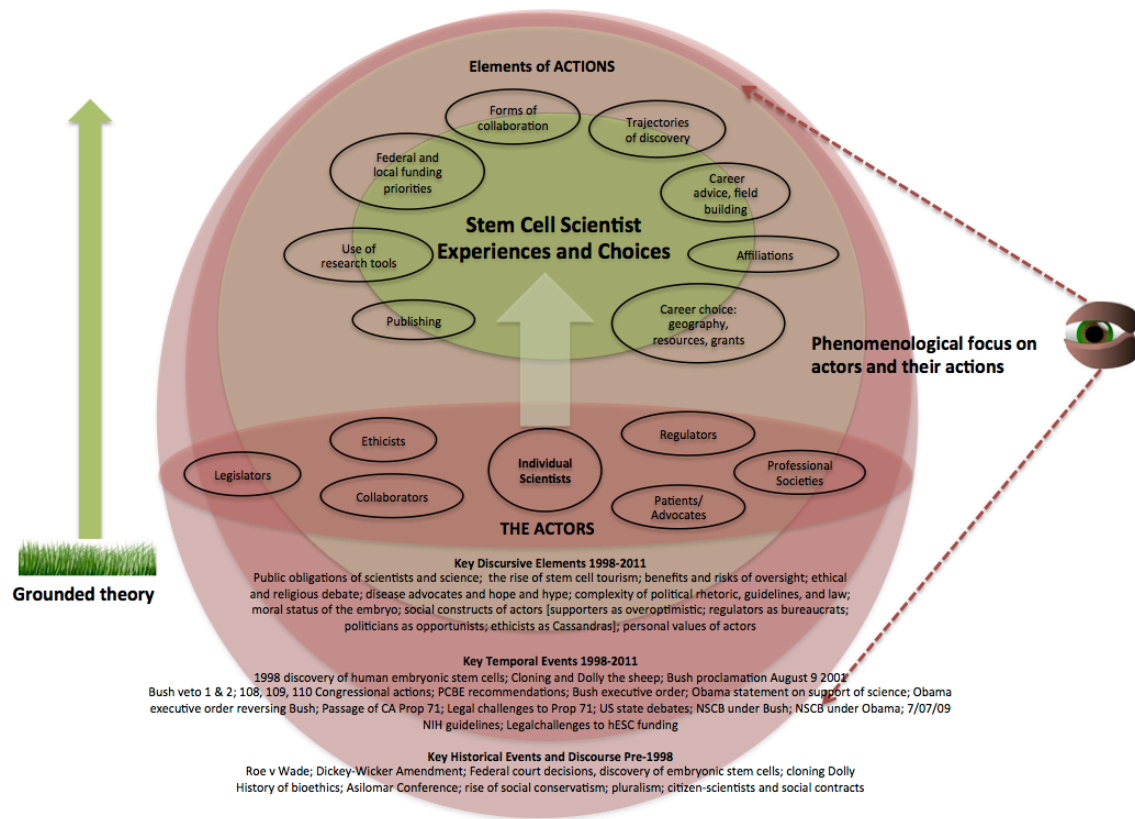 Elements of ACTIONS
Forms of
collaboration
Trajectories
of discovery
Federal and
local funding
priorities
Career
advice, field
building
Stem Cell Scientist
Experiences and Choices
Use of
research tools
Affiliations
Publishing
Career choice:
geography,
resources, grants
Phenomenological focus on
actors and their actions
Ethicists
Regulators
Legislators
Individual
Scientists
Professional
Societies
Collaborators
Patients/
Advocates
THE ACTORS
Grounded theory
Key Discursive Elements 1998-2011
Public obligations of scientists and science; the rise of stem cell tourism; benefits and risks of oversight; ethical
and religious debate; disease advocates and hope and hype; complexity of political rhetoric, guidelines, and law;
moral status of the embryo; social constructs of actors [supporters as overoptimistic; regulators as bureaucrats;
politicians as opportunists; ethicists as Cassandras]; personal values of actors
Key Temporal Events 1998-2011
1998 discovery of human embryonic stem cells; Cloning and Dolly the sheep; Bush proclamation August 9 2001
Bush veto 1 & 2; 108, 109, 110 Congressional actions; PCBE recommendations; Bush executive order; Obama statement on support of science; Obama
executive order reversing Bush; Passage of CA Prop 71; Legal challenges to Prop 71; US state debates; NSCB under Bush; NSCB under Obama; 7/07/09
NIH guidelines; Legalchallenges to hESC funding
Key Historical Events and Discourse Pre-1998
Roe v Wade; Dickey-Wicker Amendment; Federal court decisions, discovery of embryonic stem cells; cloning Dolly
History of bioethics; Asilomar Conference; rise of social conservatism; pluralism; citizen-scientists and social contracts